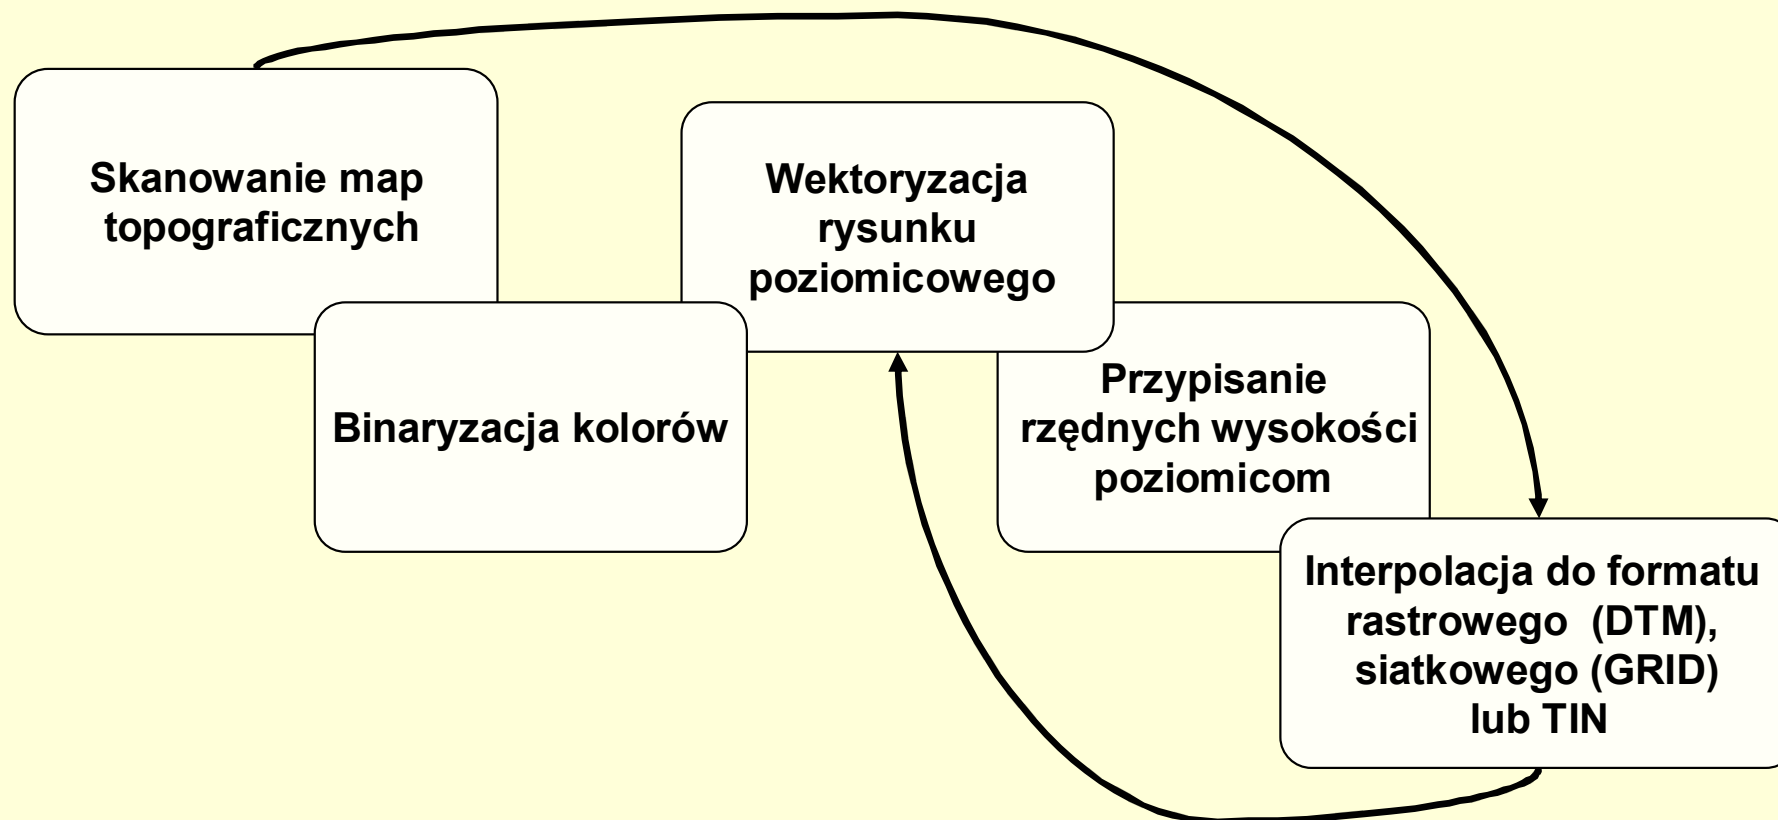 Skanowanie map
topograficznych
Binaryzacja kolorów
Wektoryzacja
rysunku
poziomicowego
Przypisanie
rzędnych wysokości
poziomicom
Interpolacja do formatu
rastrowego (DTM),
siatkowego (GRID)
lub TIN